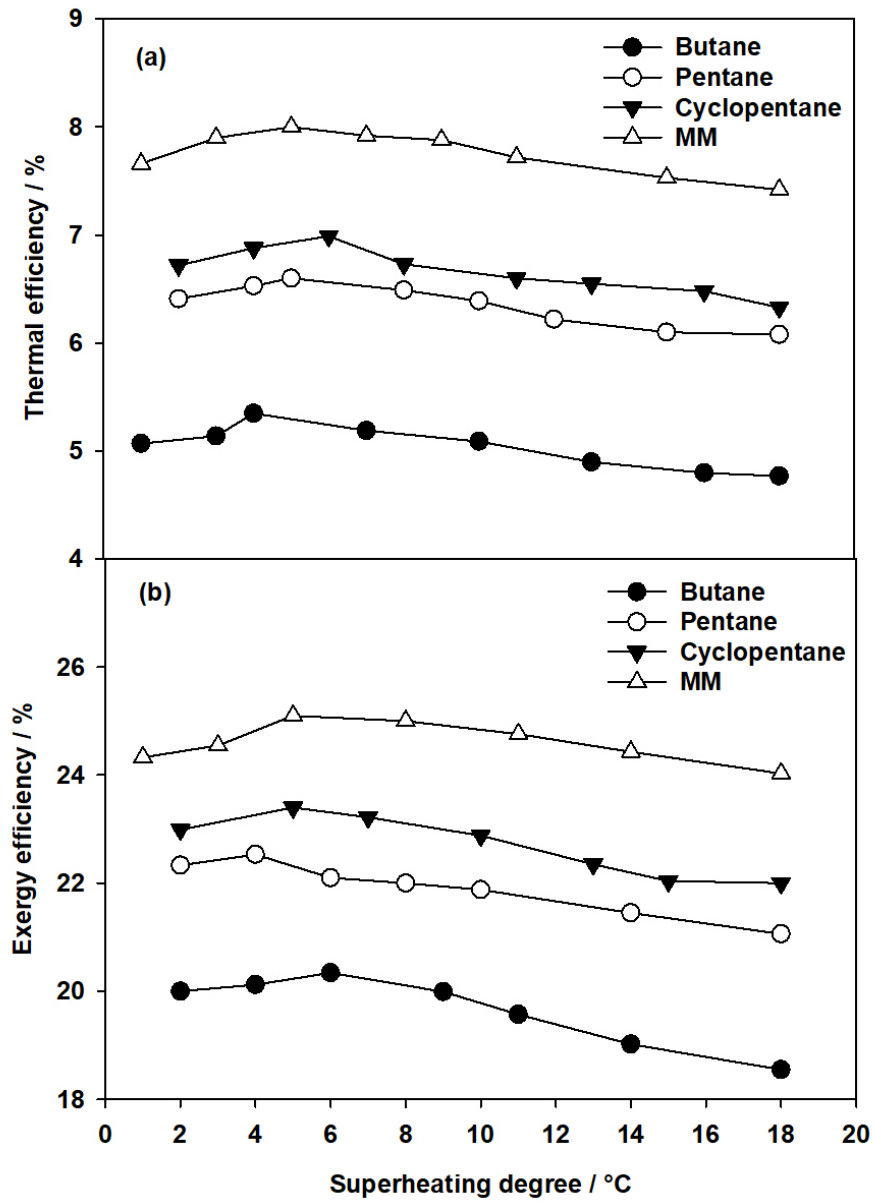 (a)
Butane
Pentane
Cyclopentane
MM
Thermal efficiency / %
9
8
7
6
5
4
(b)
Butane
Pentane
Cyclopentane
MM
Exergy efficiency / %
26
24
22
20
18
0 2 4 6 8 10 12 14 16 18 20
Superheating degree / °C